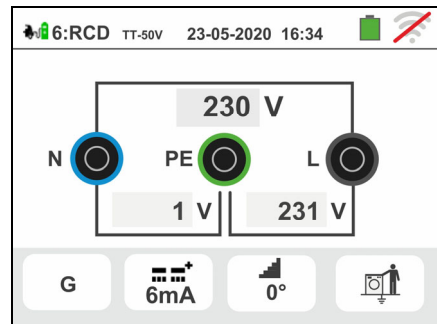 6:RCD TT-50V 23-05-2020 16:34
230 V
N PE L
1 V 231 V
G 6mA 0°